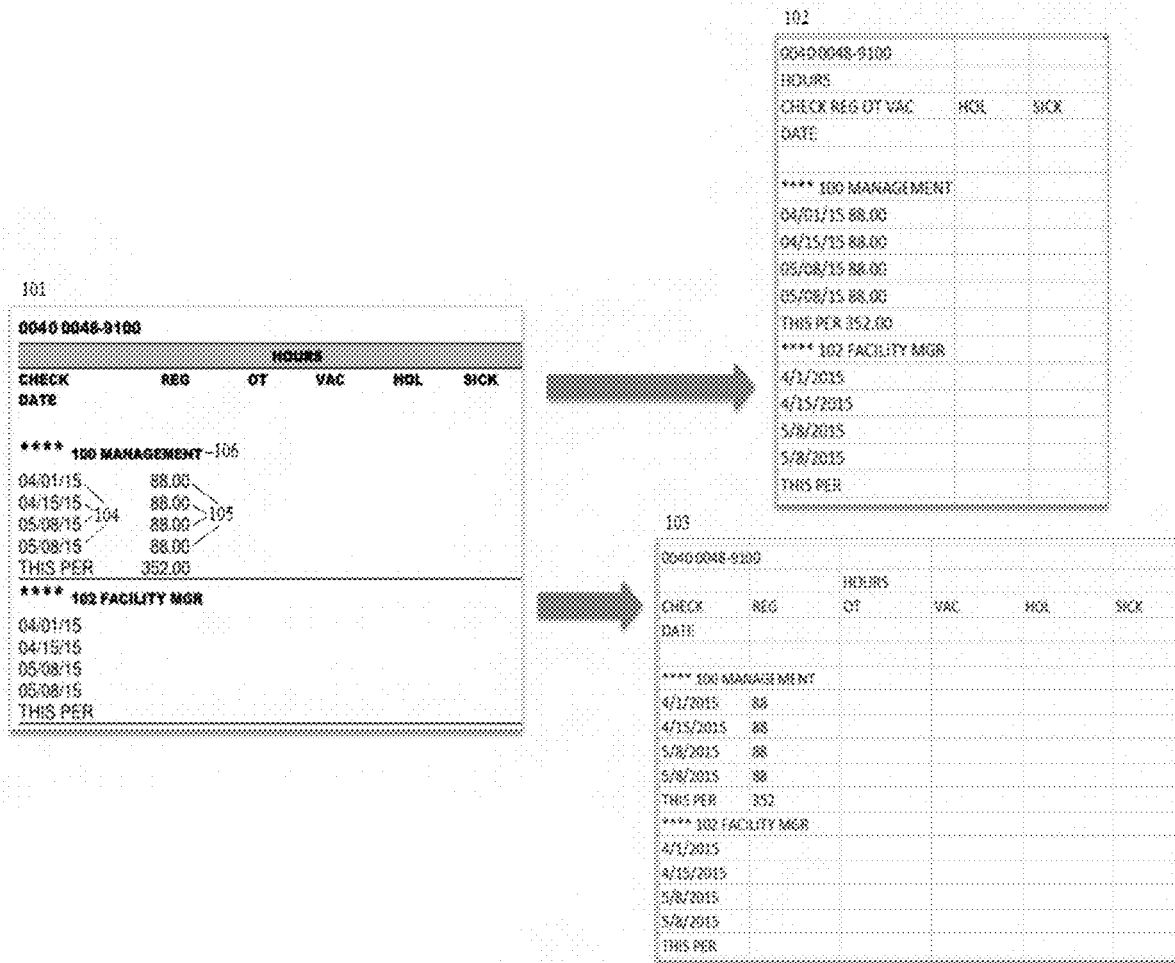 101
0040 0048-9100
HOURS
CHECK REG OT VAC HOL SICK
DATE
**** 100 MANAGEMENT 106
04/01/15 88.00
04/15/15 104 88.00 105
05/08/15 88.00
05/08/15 88.00
THIS PER 352.00
**** 102 FACILITY MGR
04/01/15
04/15/15
05/08/15
05/08/15
THIS PER
102
0040 0048-9100
HOURS
CHECK REG OT VAC HOL SICK
DATE
**** 100 MANAGEMENT
04/01/15 88.00
04/15/15 88.00
05/08/15 88.00
05/08/15 88.00
THIS PER 352.00
**** 102 FACILITY MGR
4/1/2015
4/15/2015
5/8/2015
5/8/2015
THIS PER
103
0040 0048-9100
HOURS
CHECK REG OT VAC HOL SICK
DATE
**** 100 MANAGEMENT
4/1/2015 88
4/15/2015 88
5/8/2015 88
5/8/2015 88
THIS PER 352
**** 102 FACILITY MGR
4/1/2015
4/15/2015
5/8/2015
5/8/2015
THIS PER